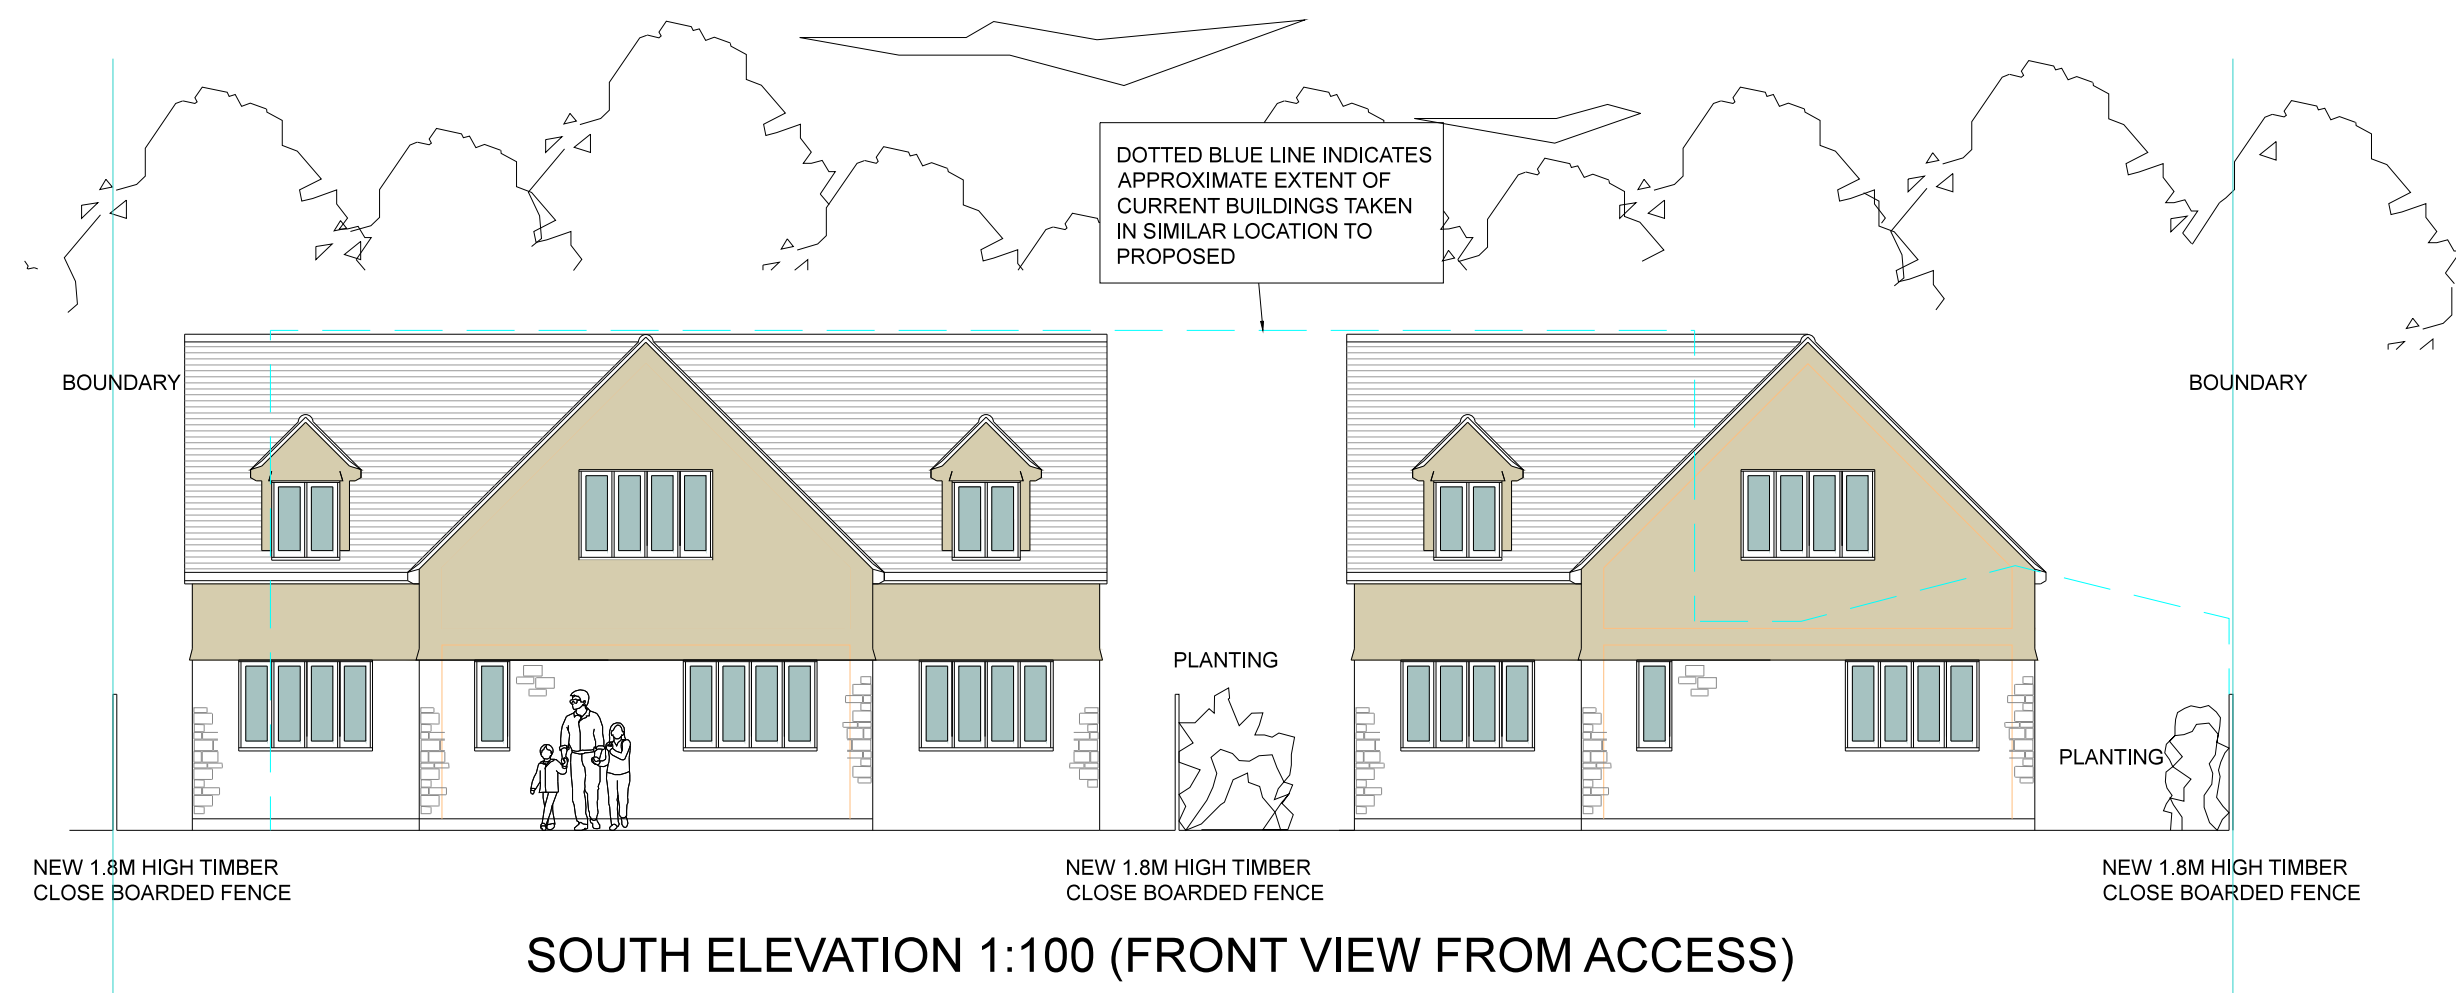 DOTTED BLUE LINE INDICATES
APPROXIMATE EXTENT OF
CURRENT BUILDINGS TAKEN
IN SIMILAR LOCATION TO
PROPOSED
BOUNDARY
BOUNDARY
PLANTING
PLANTING
NEW 1.8M HIGH TIMBER
CLOSE BOARDED FENCE
NEW 1.8M HIGH TIMBER
CLOSE BOARDED FENCE
NEW 1.8M HIGH TIMBER
CLOSE BOARDED FENCE
SOUTH ELEVATION 1:100 (FRONT VIEW FROM ACCESS)